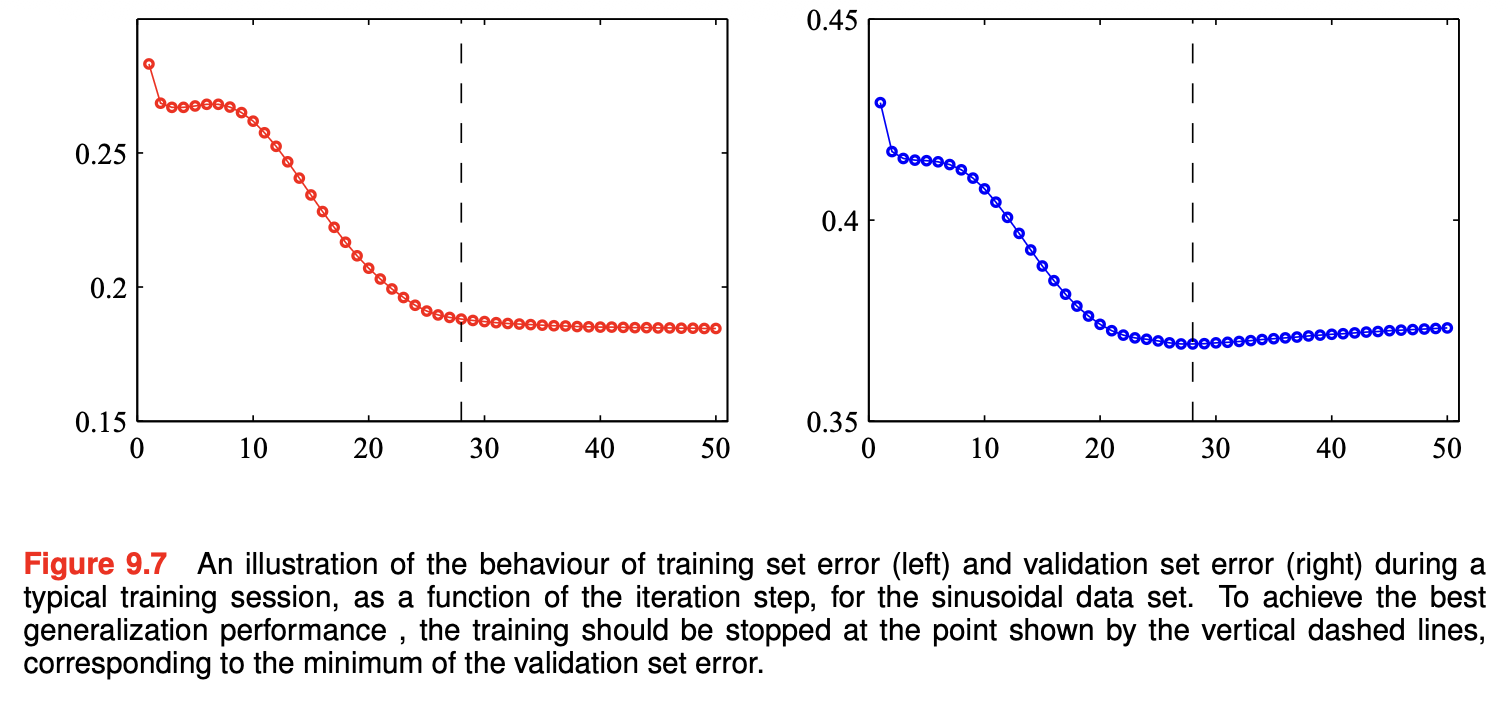 0.25
0.2
0.15
0 10 20 30 40 50
0.45
0.4
0.35
0 10 20 30 40 50
Figure 9.7 An illustration of the behaviour of training set error (left) and validation set error (right) during a
typical training session, as a function of the iteration step, for the sinusoidal data set. To achieve the best
generalization performance , the training should be stopped at the point shown by the vertical dashed lines,
corresponding to the minimum of the validation set error.